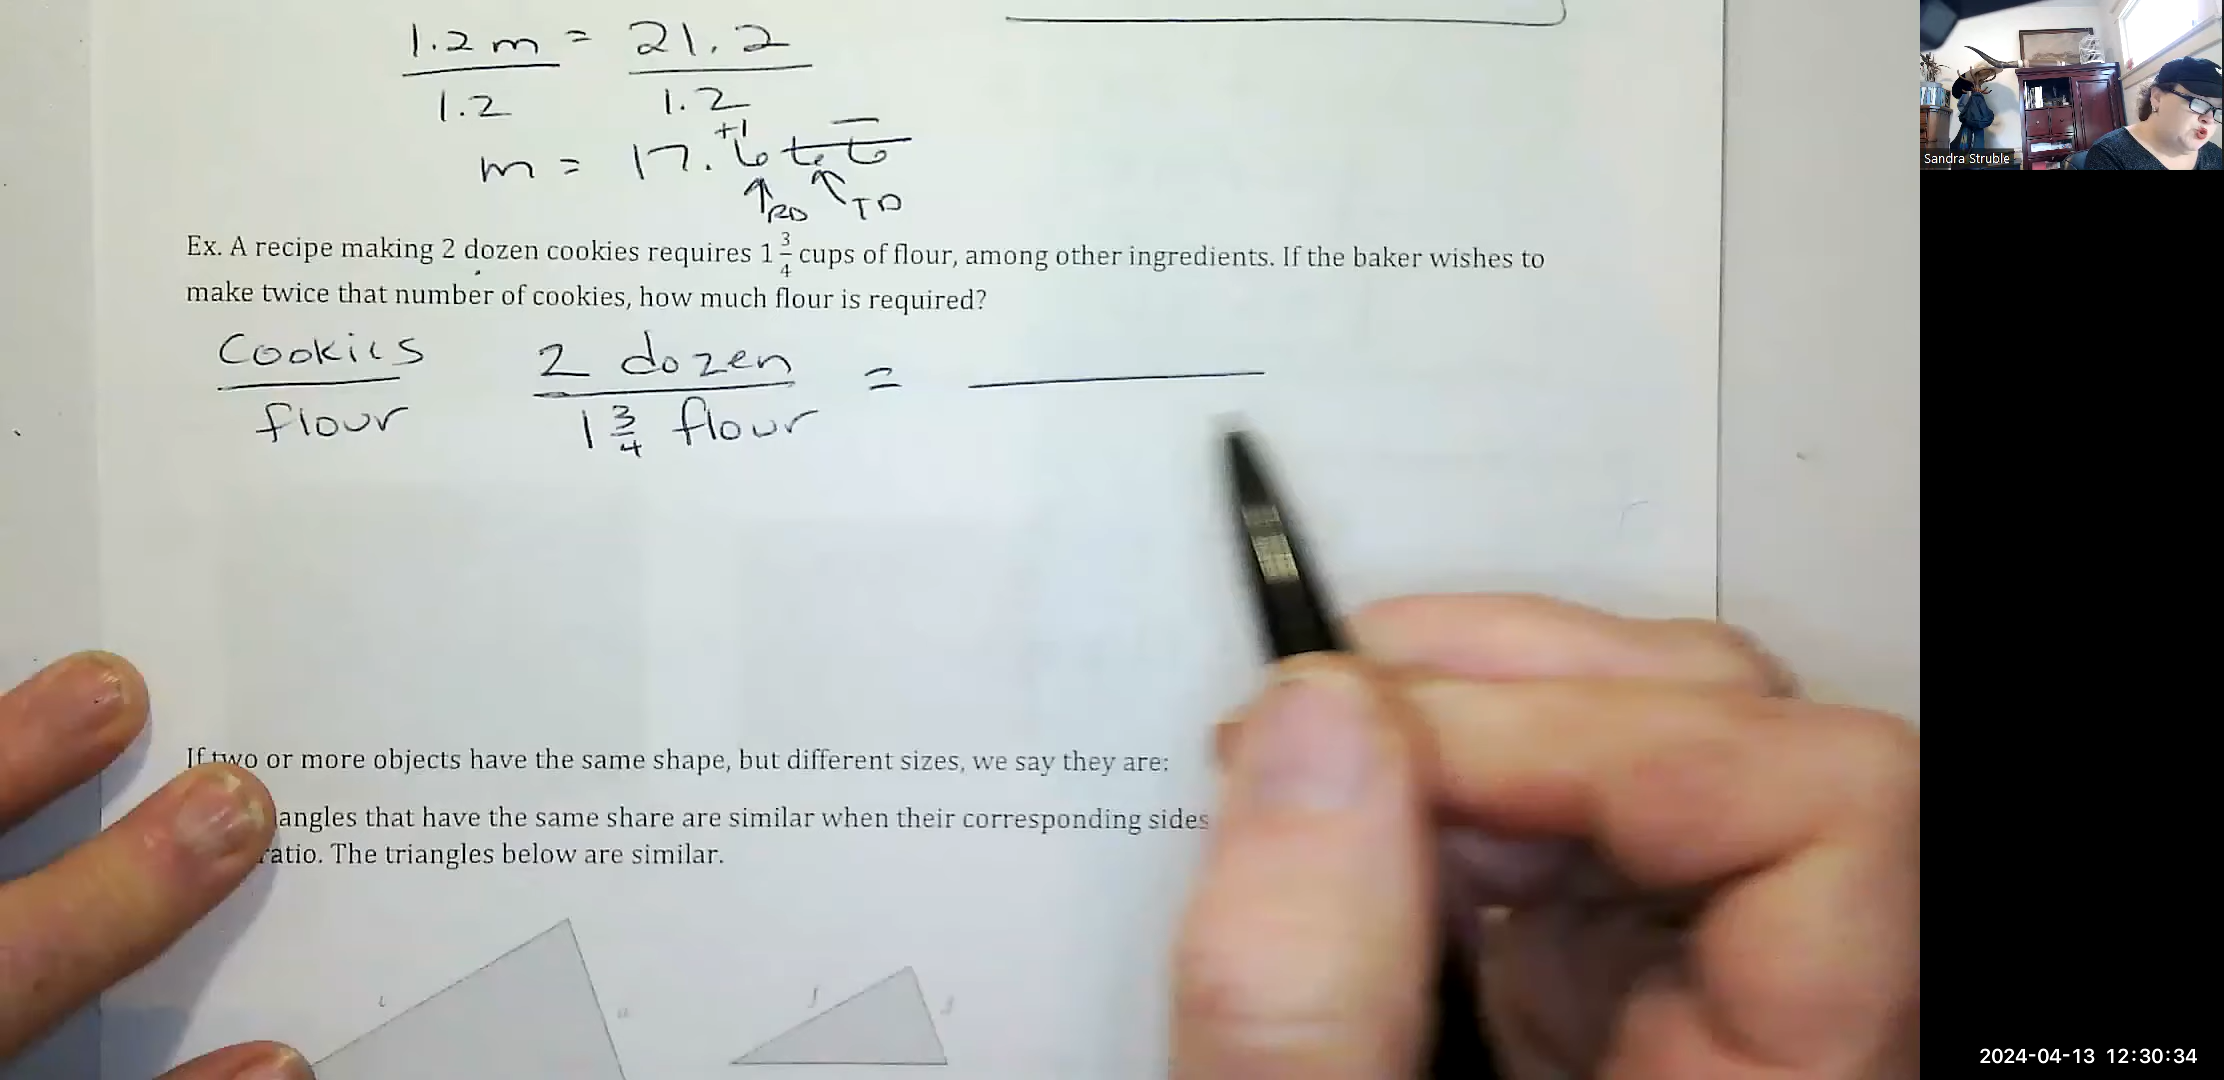 1.2 m = 21.2
1.2 1.2
+1
m = 17.6 6 6
RD TD
Ex. A recipe making 2 dozen cookies requires 1 3/4 cups of flour, among other ingredients. If the baker wishes to
make twice that number of cookies, how much flour is required?
Cookies 2 dozen =
flour 1 3/4 flour
If two or more objects have the same shape, but different sizes, we say they are:
angles that have the same share are similar when their corresponding sides
ratio. The triangles below are similar.
Sandra Struble
2024-04-13 12:30:34